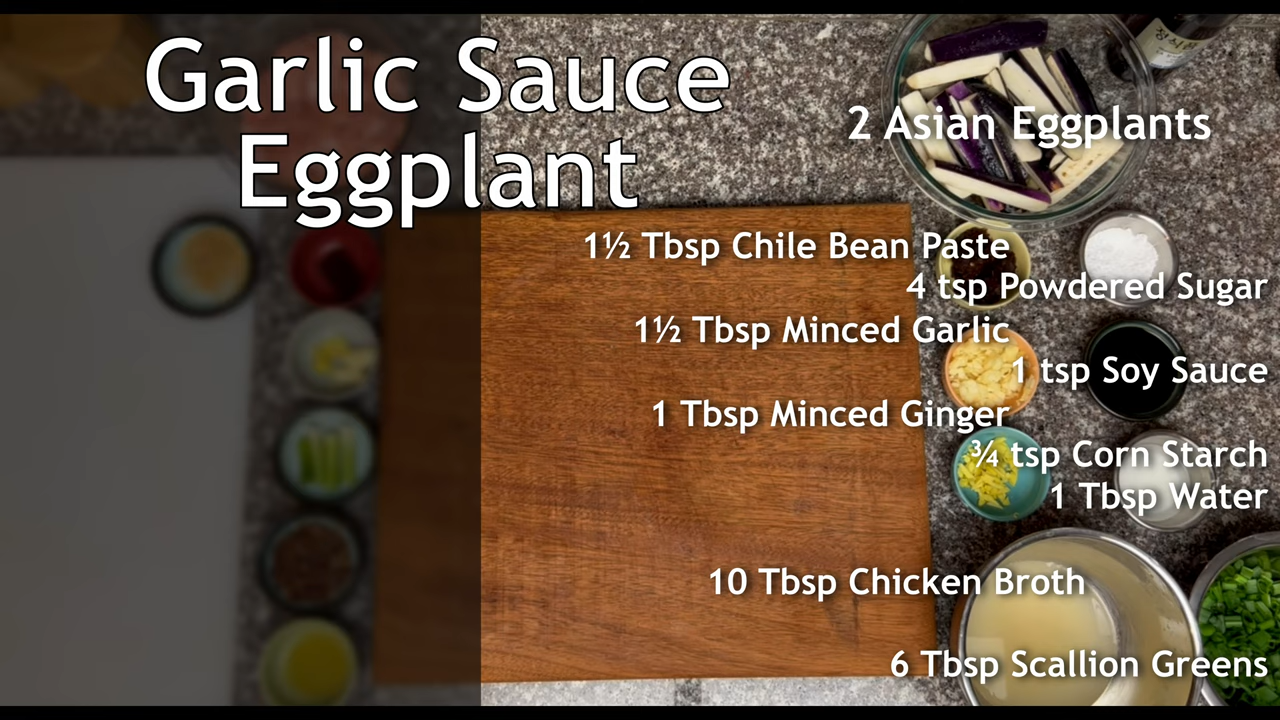 Garlic Sauce
Eggplant
2 Asian Eggplants
1½ Tbsp Chile Bean Paste
4 tsp Powdered Sugar
1½ Tbsp Minced Garlic
1 tsp Soy Sauce
1 Tbsp Minced Ginger
¾ tsp Corn Starch
1 Tbsp Water
10 Tbsp Chicken Broth
6 Tbsp Scallion Greens